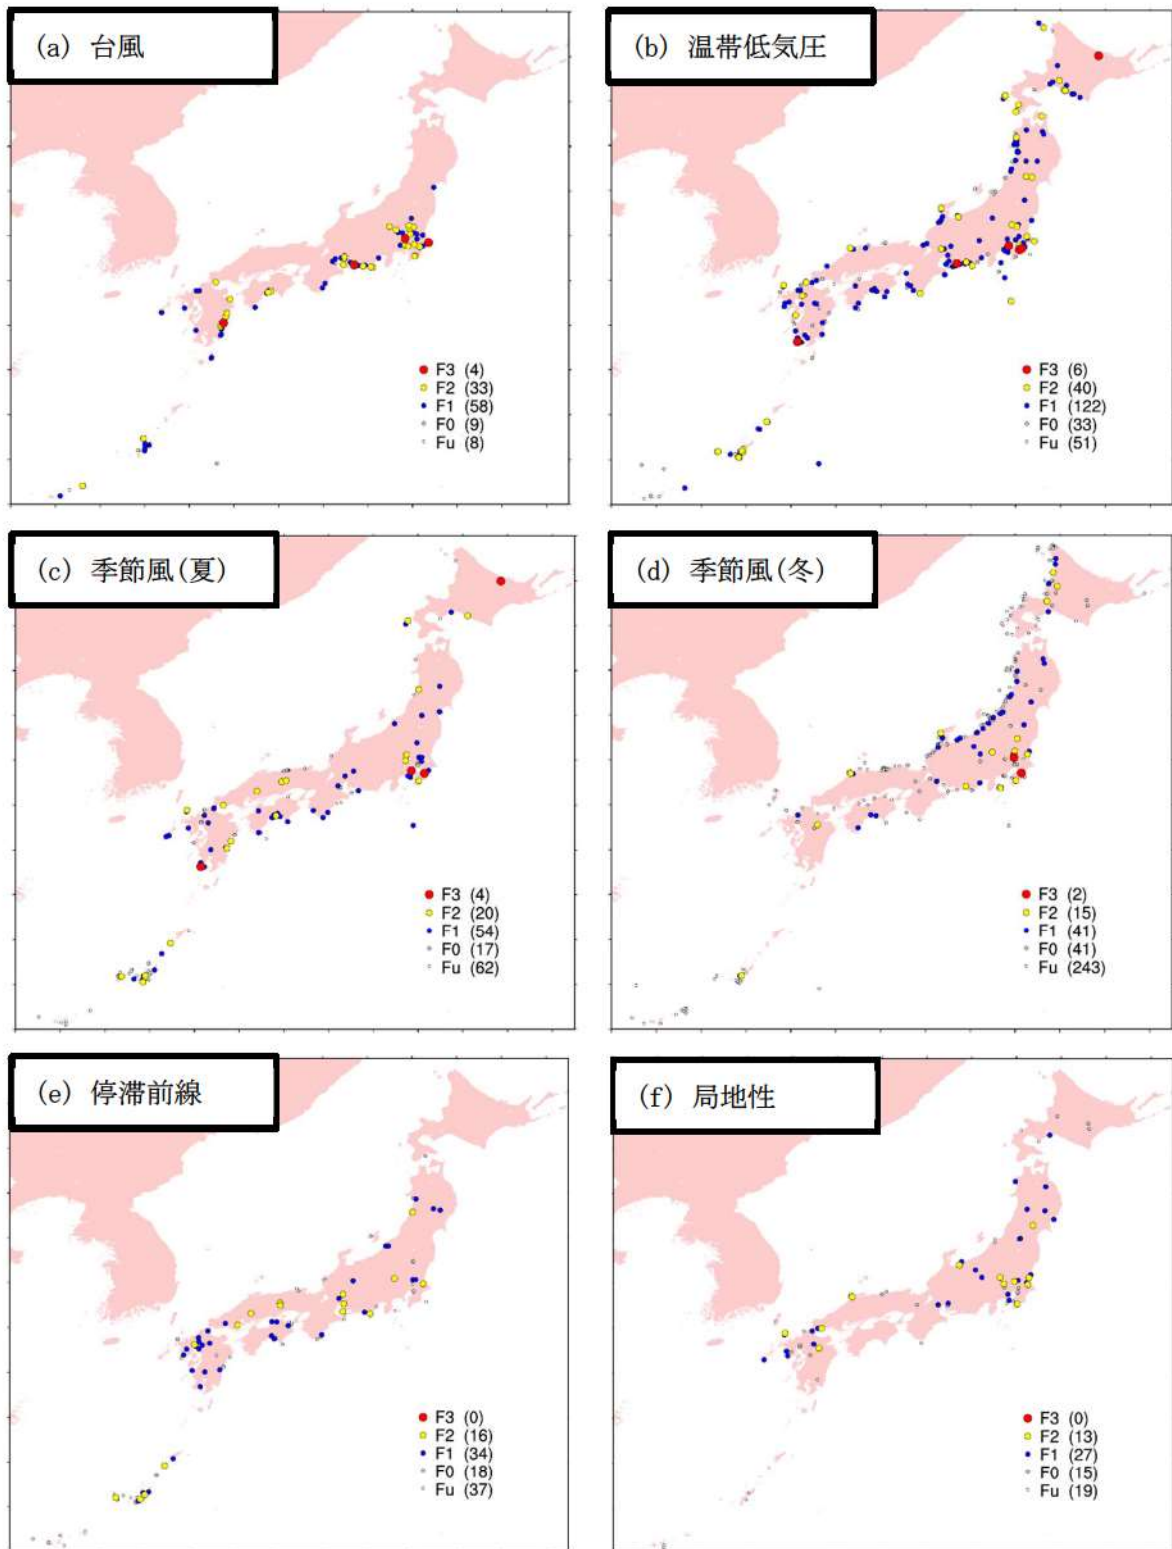 (a) 台風
F3 (4)
F2 (33)
F1 (58)
F0 (9)
Fu (8)
(b) 温帯低気圧
F3 (6)
F2 (40)
F1 (122)
F0 (33)
Fu (51)
(c) 季節風(夏)
F3 (4)
F2 (20)
F1 (54)
F0 (17)
Fu (62)
(d) 季節風(冬)
F3 (2)
F2 (15)
F1 (41)
F0 (41)
Fu (243)
(e) 停滞前線
F3 (0)
F2 (16)
F1 (34)
F0 (18)
Fu (37)
(f) 局地性
F3 (0)
F2 (13)
F1 (27)
F0 (15)
Fu (19)